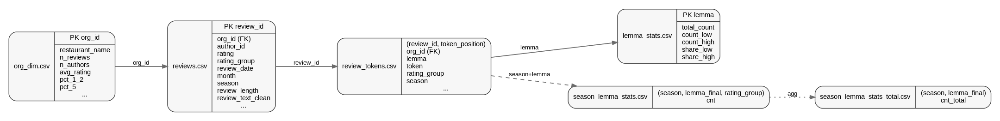 org_dim.csv
PK org_id
restaurant_name
n_reviews
n_authors
avg_rating
pct_1_2
pct_5
...
org_id
reviews.csv
PK review_id
org_id (FK)
author_id
rating
rating_group
review_date
month
season
review_length
review_text_clean
...
review_id
review_tokens.csv
(review_id, token_position)
org_id (FK)
lemma
token
rating_group
season
...
lemma
lemma_stats.csv
PK lemma
total_count
count_low
count_high
share_low
share_high
season+lemma
season_lemma_stats.csv
(season, lemma_final, rating_group)
cnt
agg
season_lemma_stats_total.csv
(season, lemma_final)
cnt_total